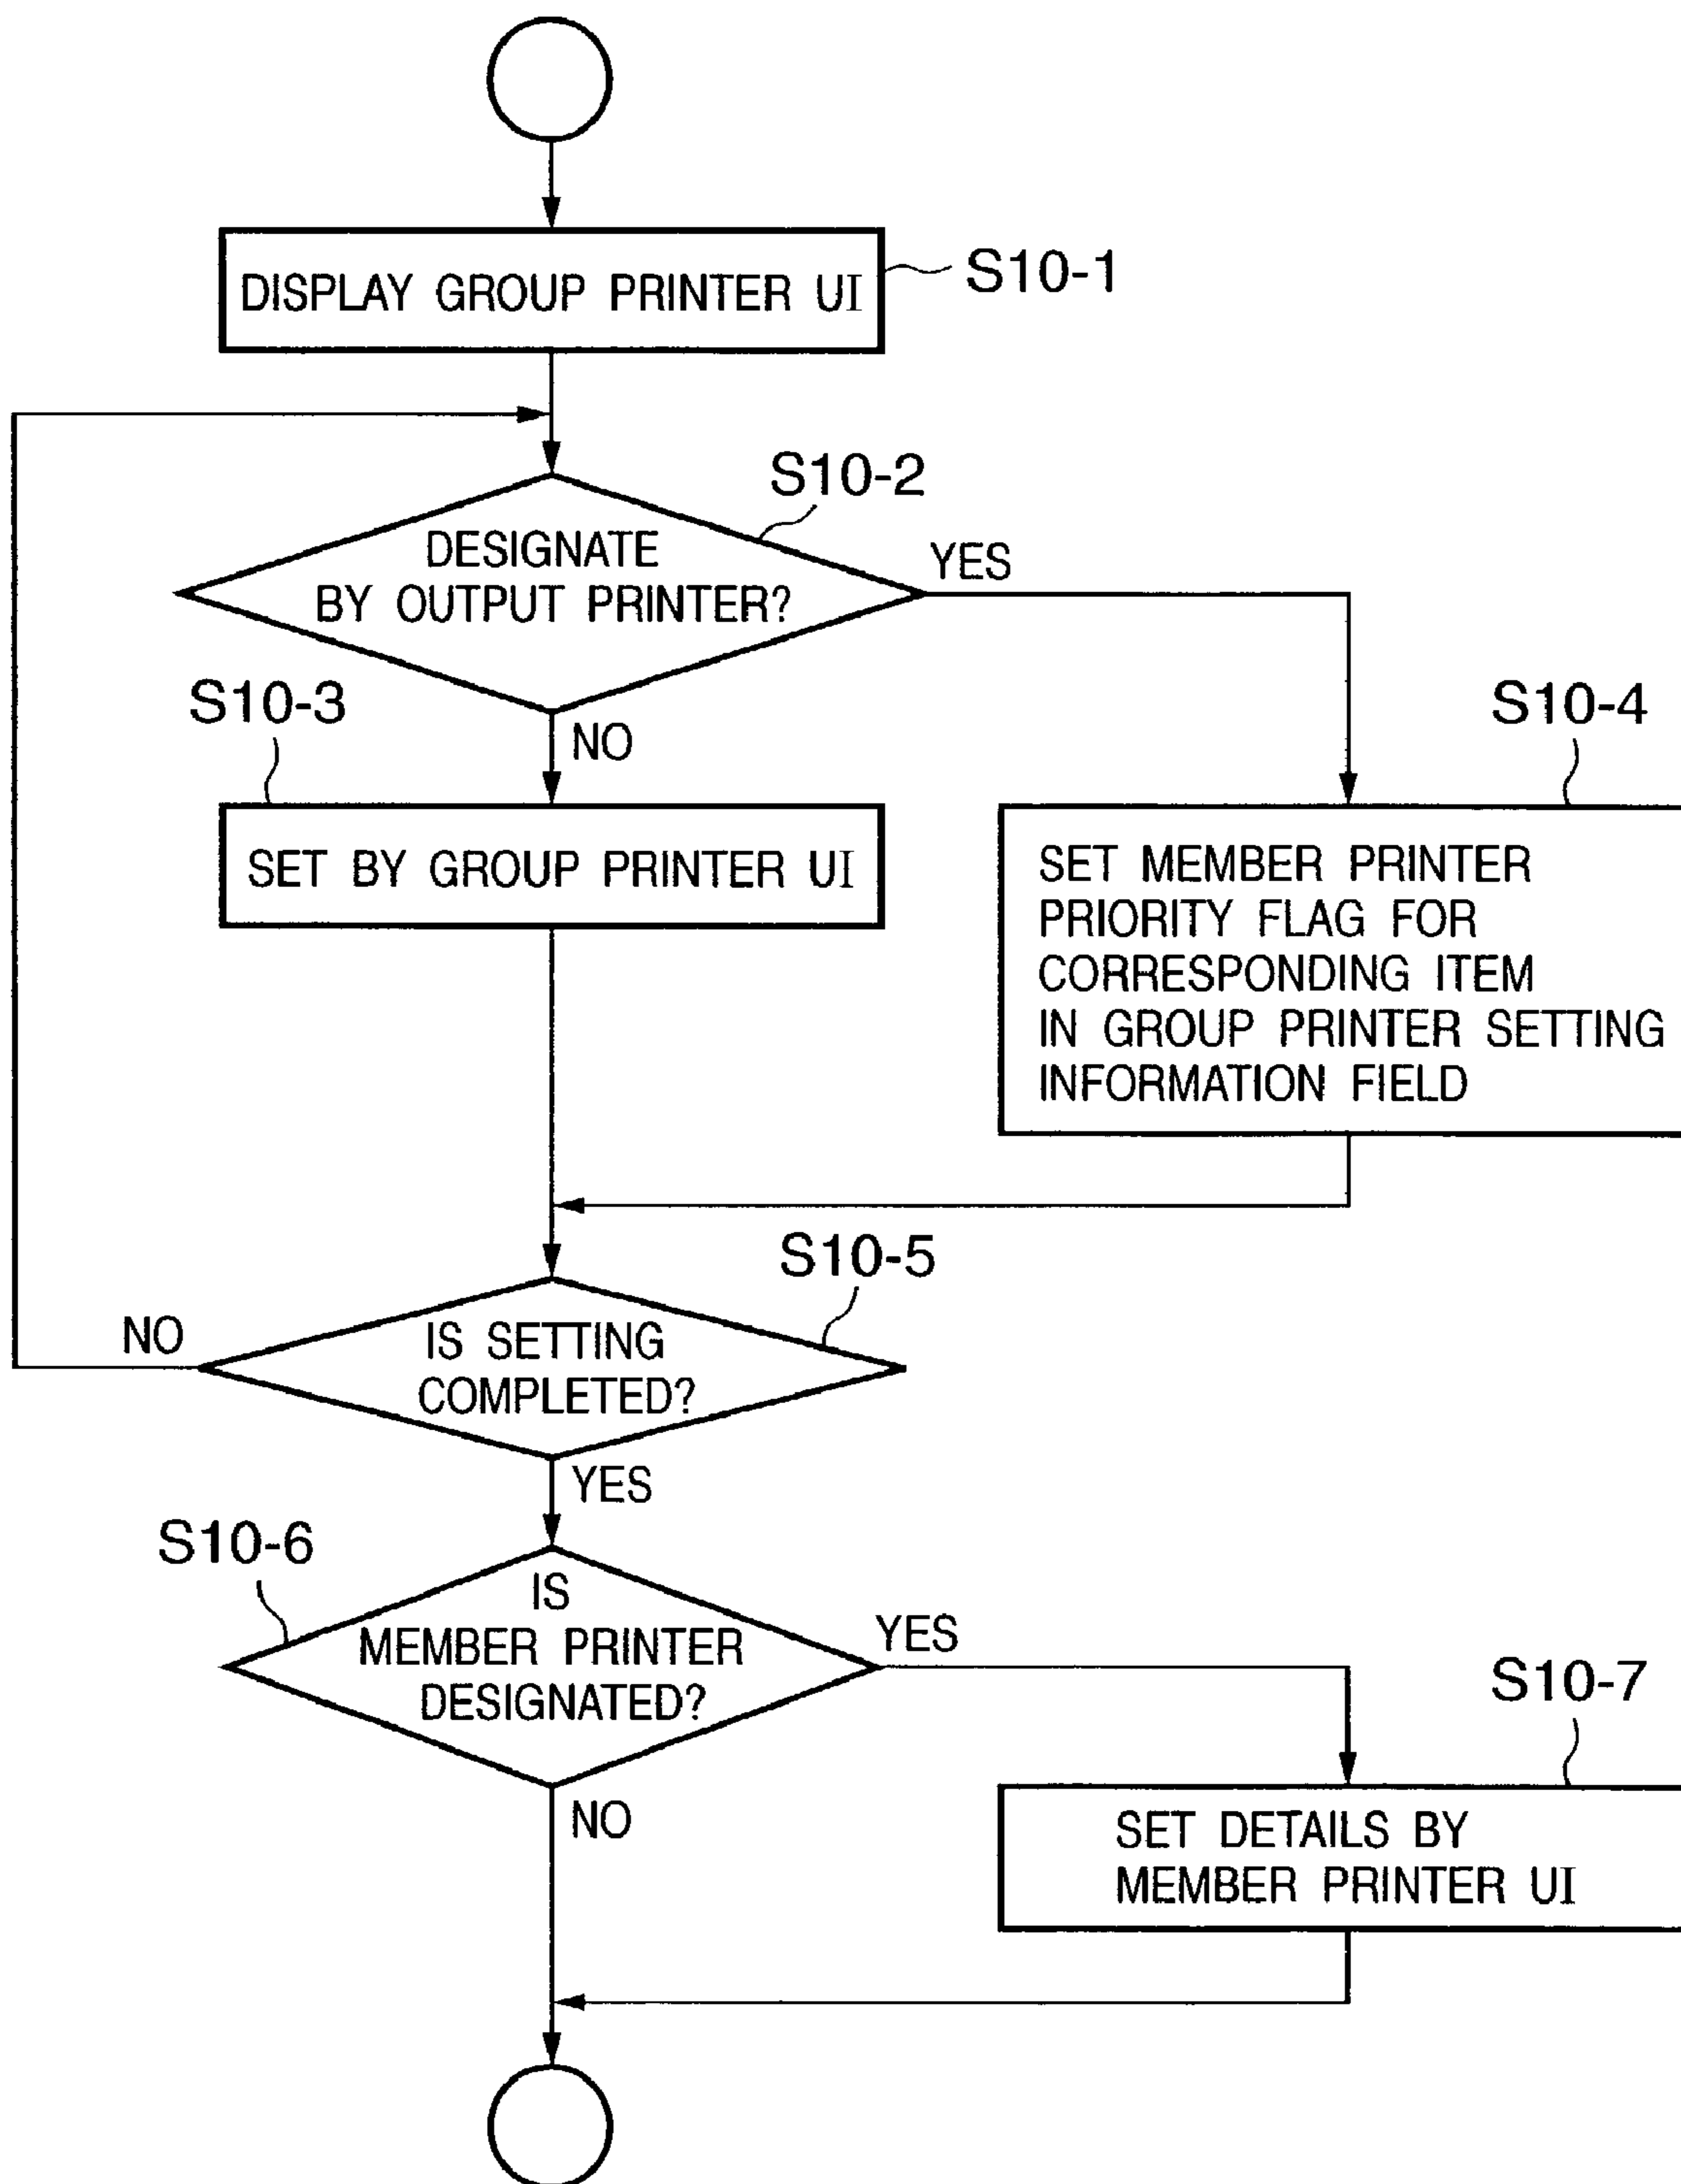 DISPLAY GROUP PRINTER UI
S10-1
S10-2
DESIGNATE
BY OUTPUT PRINTER?
YES
S10-3
NO
S10-4
SET BY GROUP PRINTER UI
SET MEMBER PRINTER
PRIORITY FLAG FOR
CORRESPONDING ITEM
IN GROUP PRINTER SETTING
INFORMATION FIELD
S10-5
NO
IS SETTING
COMPLETED?
YES
S10-6
IS
MEMBER PRINTER
DESIGNATED?
YES
S10-7
NO
SET DETAILS BY
MEMBER PRINTER UI